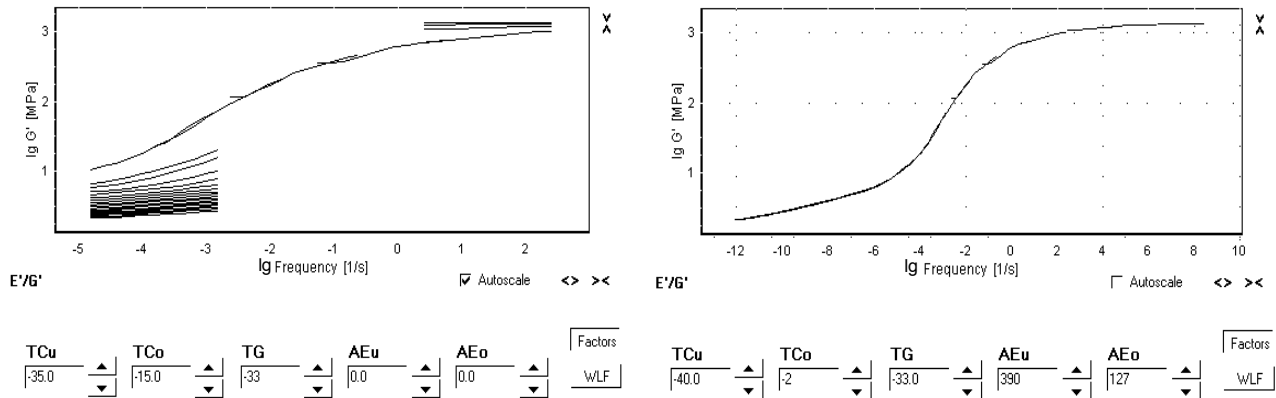 lg G' [MPa]
3
2
1
-5 -4 -3 -2 -1 0 1 2
lg Frequency [1/s]
E'/G'
Autoscale <> ><
TCu TCo TG AEu AEo
-35.0 -15.0 -33 0.0 0.0
Factors
WLF
lg G' [MPa]
3
2
1
-12 -10 -8 -6 -4 -2 0 2 4 6 8 10
lg Frequency [1/s]
E'/G'
Autoscale <> ><
TCu TCo TG AEu AEo
-40.0 -2 -33.0 390 127
Factors
WLF